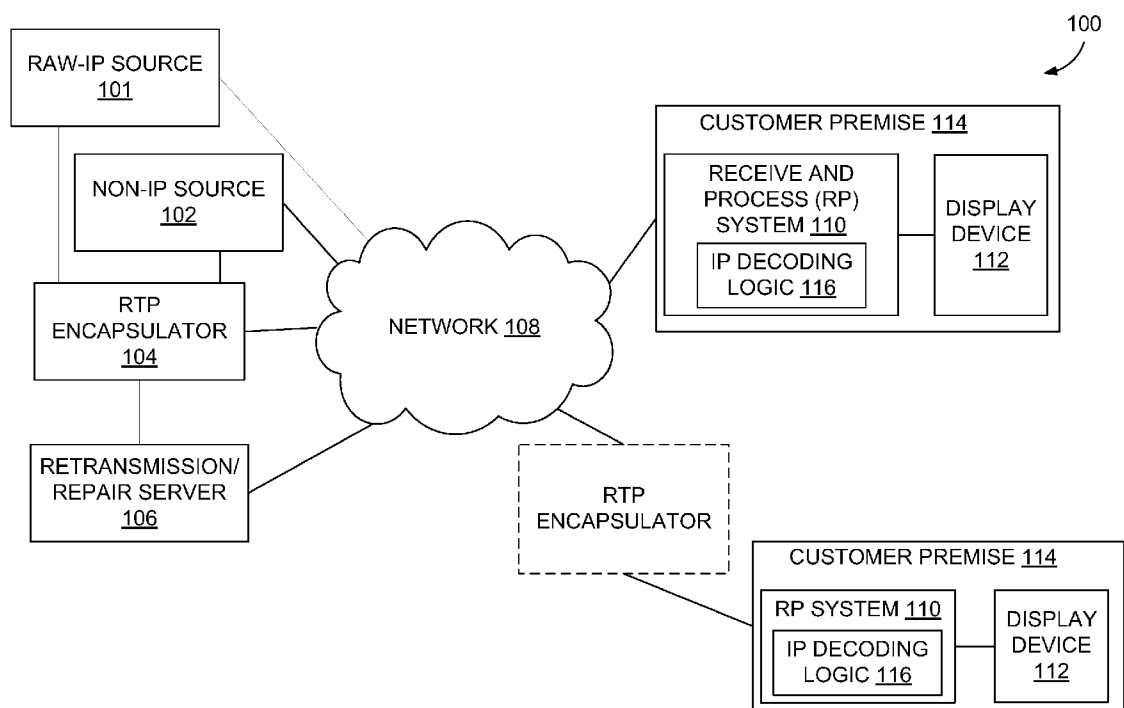 100
RAW-IP SOURCE
101
NON-IP SOURCE
102
RTP
ENCAPSULATOR
104
RETRANSMISSION/
REPAIR SERVER
106
NETWORK 108
CUSTOMER PREMISE 114
RECEIVE AND
PROCESS (RP)
SYSTEM 110
IP DECODING
LOGIC 116
DISPLAY
DEVICE
112
RTP
ENCAPSULATOR
CUSTOMER PREMISE 114
RP SYSTEM 110
IP DECODING
LOGIC 116
DISPLAY
DEVICE
112